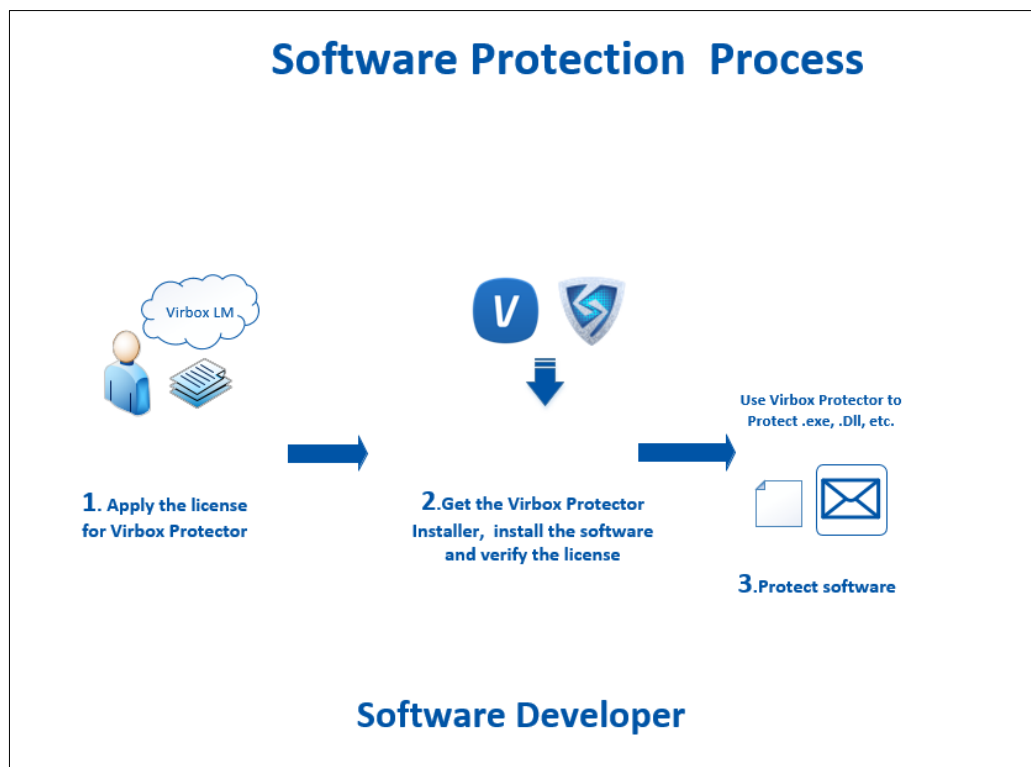 Software Protection Process
Virbox LM
V
1. Apply the license
for Virbox Protector
2.Get the Virbox Protector
Installer, install the software
and verify the license
Use Virbox Protector to
Protect .exe, .Dll, etc.
3.Protect software
Software Developer